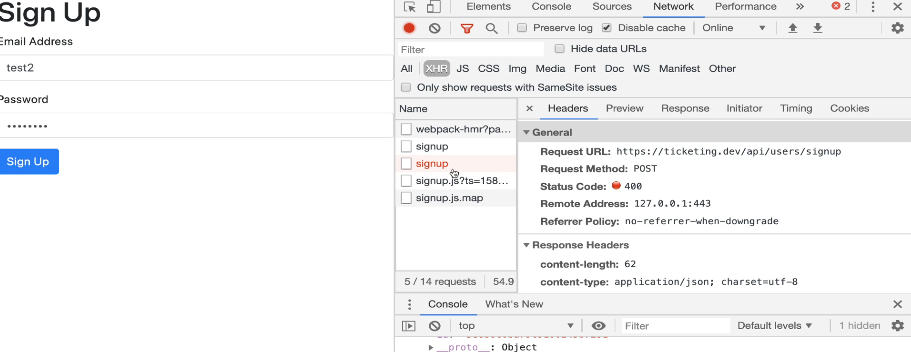 Sign Up
Email Address
test2
Password
Sign Up
Elements Console Sources Network Performance » 2
Preserve log Disable cache Online
Filter Hide data URLs
All XHR JS CSS Img Media Font Doc WS Manifest Other
Only show requests with SameSite issues
Name
webpack-hmr?pa...
signup
signup
signup.js?ts=158...
signup.js.map
5 / 14 requests 54.9
× Headers Preview Response Initiator Timing Cookies
General
Request URL: https://ticketing.dev/api/users/signup
Request Method: POST
Status Code: 400
Remote Address: 127.0.0.1:443
Referrer Policy: no-referrer-when-downgrade
Response Headers
content-length: 62
content-type: application/json; charset=utf-8
Console What's New
top Filter Default levels 1 hidden
__proto__: Object